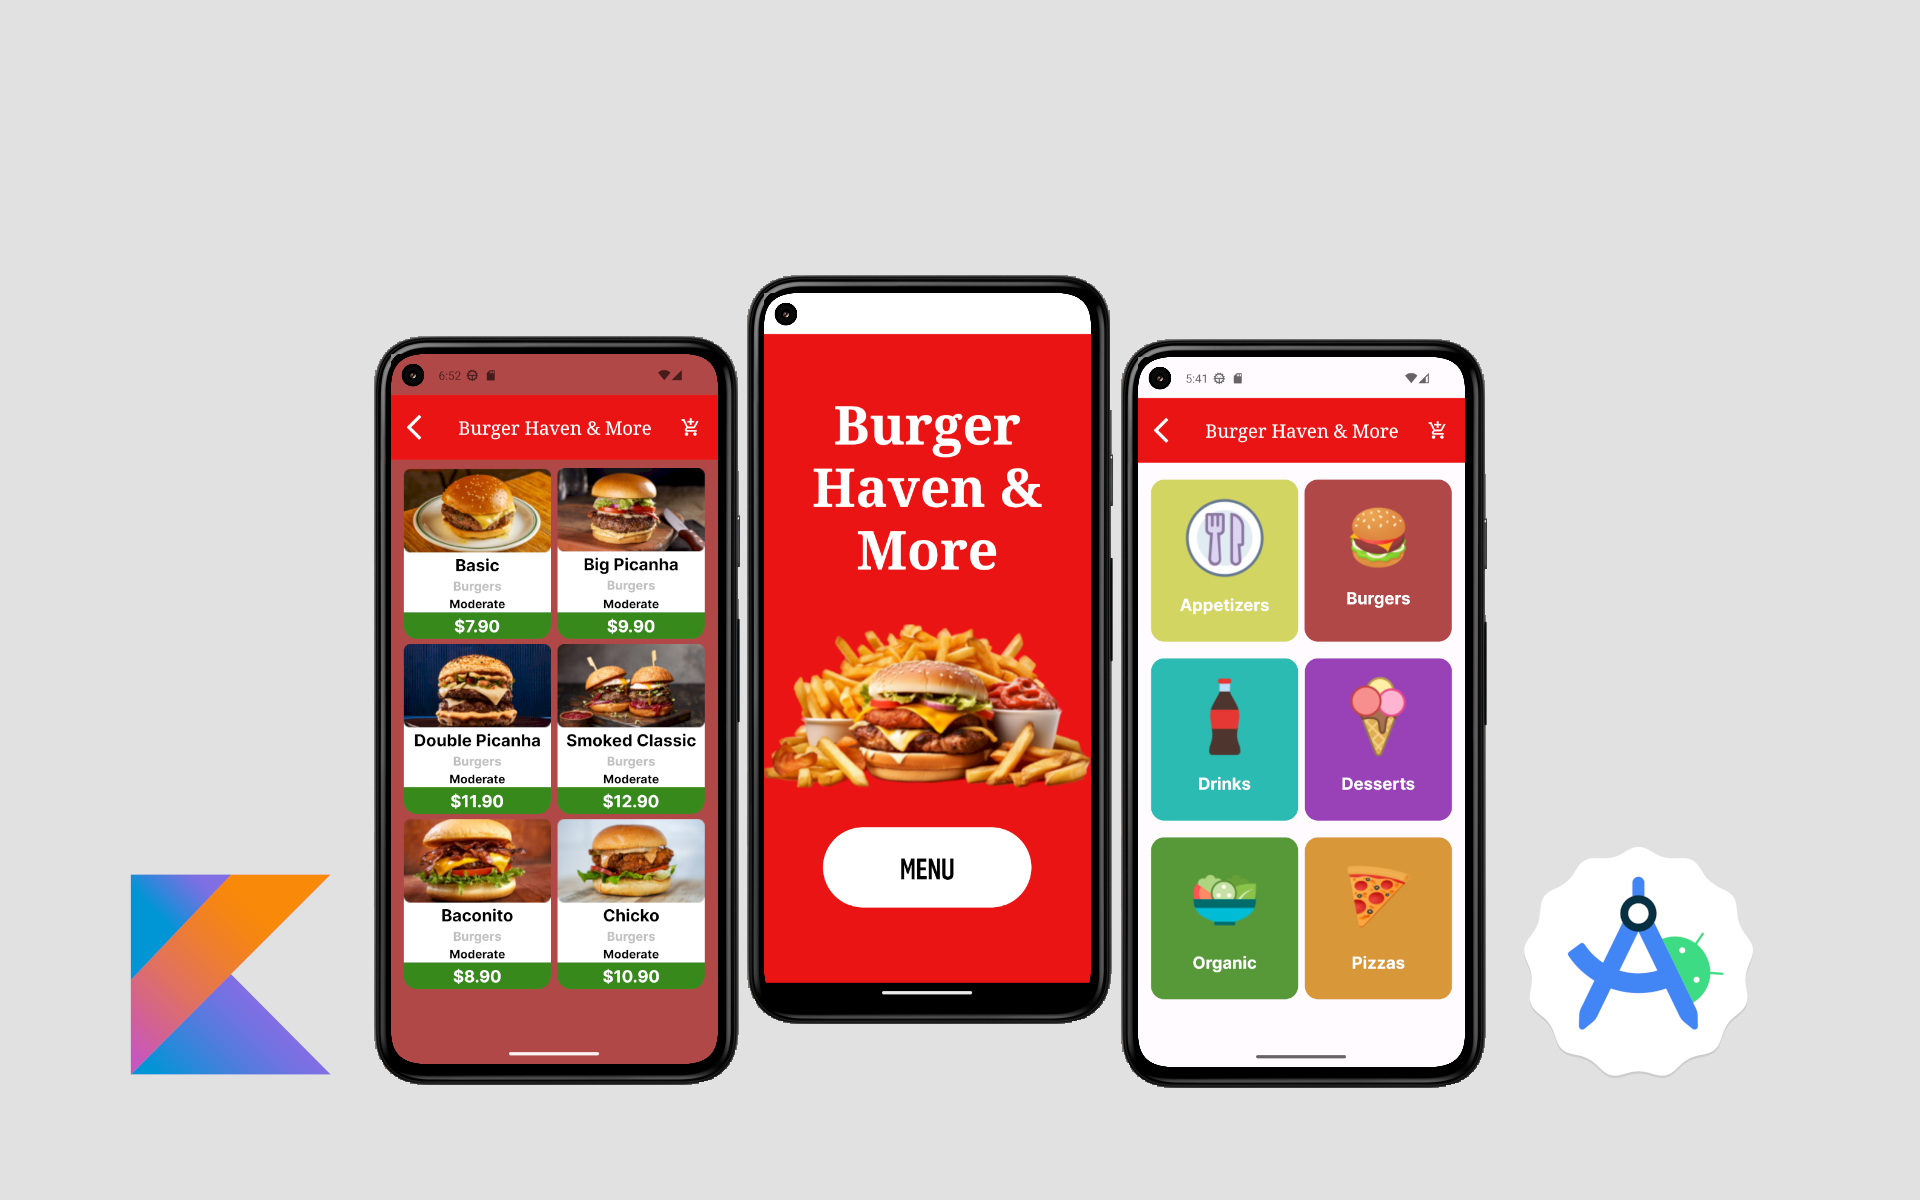 6:52
Burger Haven & More
Basic
Burgers
Moderate
$7.90
Big Picanha
Burgers
Moderate
$9.90
Double Picanha
Burgers
Moderate
$11.90
Smoked Classic
Burgers
Moderate
$12.90
Baconito
Burgers
Moderate
$8.90
Chicko
Burgers
Moderate
$10.90
Burger
Haven &
More
MENU
5:41
Burger Haven & More
Appetizers
Burgers
Drinks
Desserts
Organic
Pizzas